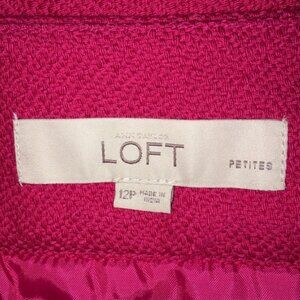 ANN TAYLOR
LOFT
PETITES
12P MADE IN
INDIA